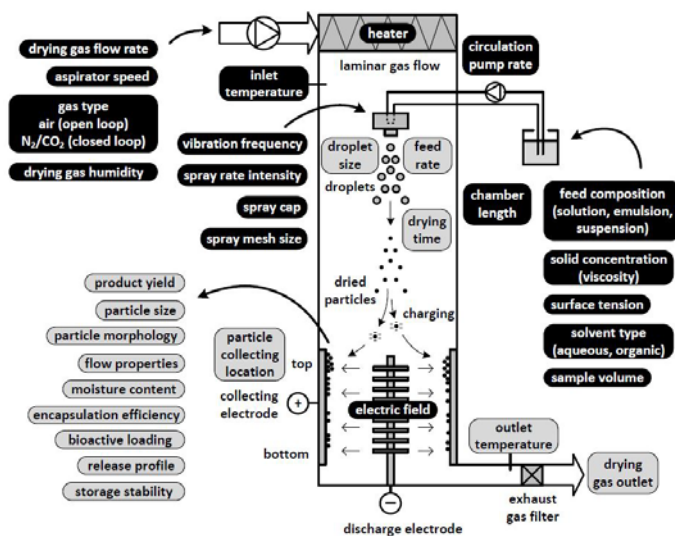 drying gas flow rate
aspirator speed
gas type
air (open loop)
N₂/CO₂ (closed loop)
drying gas humidity
heater
laminar gas flow
inlet
temperature
circulation
pump rate
vibration frequency
spray rate intensity
spray cap
spray mesh size
droplet
size
feed
rate
droplets
drying
time
chamber
length
feed composition
(solution, emulsion,
suspension)
solid concentration
(viscosity)
surface tension
solvent type
(aqueous, organic)
sample volume
dried
particles
charging
product yield
particle size
particle morphology
flow properties
moisture content
encapsulation efficiency
bioactive loading
release profile
storage stability
particle
collecting
location
top
collecting
electrode
+
bottom
electric field
outlet
temperature
drying
gas outlet
exhaust
gas filter
−
discharge electrode